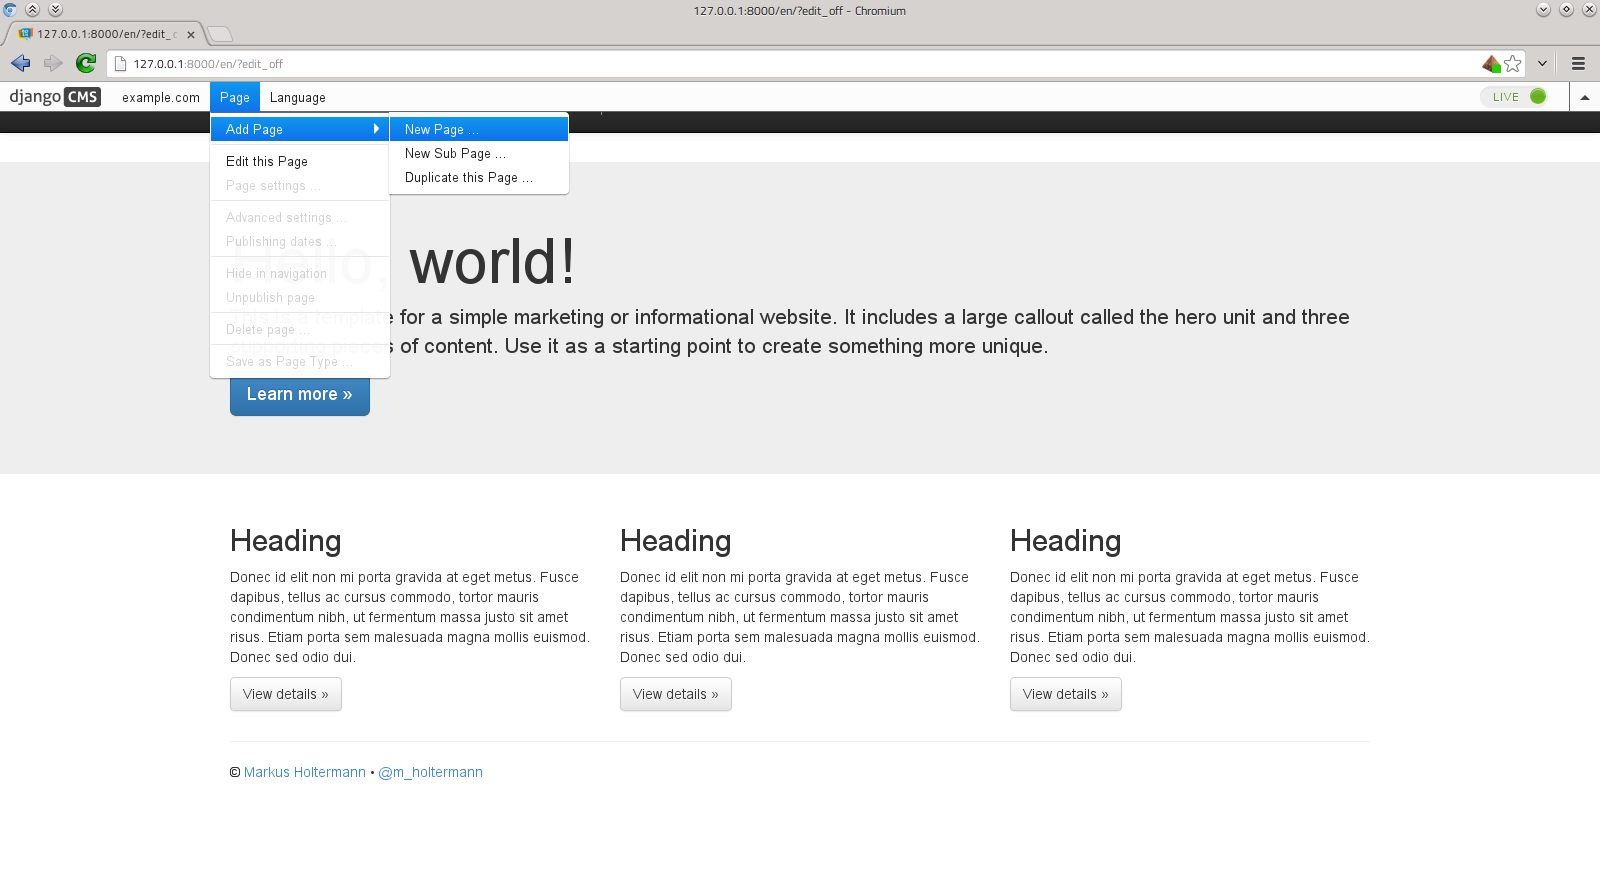 127.0.0.1:8000/en/?edit_off - Chromium
127.0.0.1:8000/en/?edit_
127.0.0.1:8000/en/?edit_off
django CMS
example.com
Page
Language
LIVE
Add Page
New Page ...
New Sub Page ...
Duplicate this Page ...
Edit this Page
Page settings ...
Advanced settings ...
Publishing dates ...
Hide in navigation
Unpublish page
Delete page ...
Save as Page Type ...
Hello, world!
This is a template for a simple marketing or informational website. It includes a large callout called the hero unit and three
supporting pieces of content. Use it as a starting point to create something more unique.
Learn more »
Heading
Donec id elit non mi porta gravida at eget metus. Fusce
dapibus, tellus ac cursus commodo, tortor mauris
condimentum nibh, ut fermentum massa justo sit amet
risus. Etiam porta sem malesuada magna mollis euismod.
Donec sed odio dui.
View details »
Heading
Donec id elit non mi porta gravida at eget metus. Fusce
dapibus, tellus ac cursus commodo, tortor mauris
condimentum nibh, ut fermentum massa justo sit amet
risus. Etiam porta sem malesuada magna mollis euismod.
Donec sed odio dui.
View details »
Heading
Donec id elit non mi porta gravida at eget metus. Fusce
dapibus, tellus ac cursus commodo, tortor mauris
condimentum nibh, ut fermentum massa justo sit amet
risus. Etiam porta sem malesuada magna mollis euismod.
Donec sed odio dui.
View details »
© Markus Holtermann • @m_holtermann